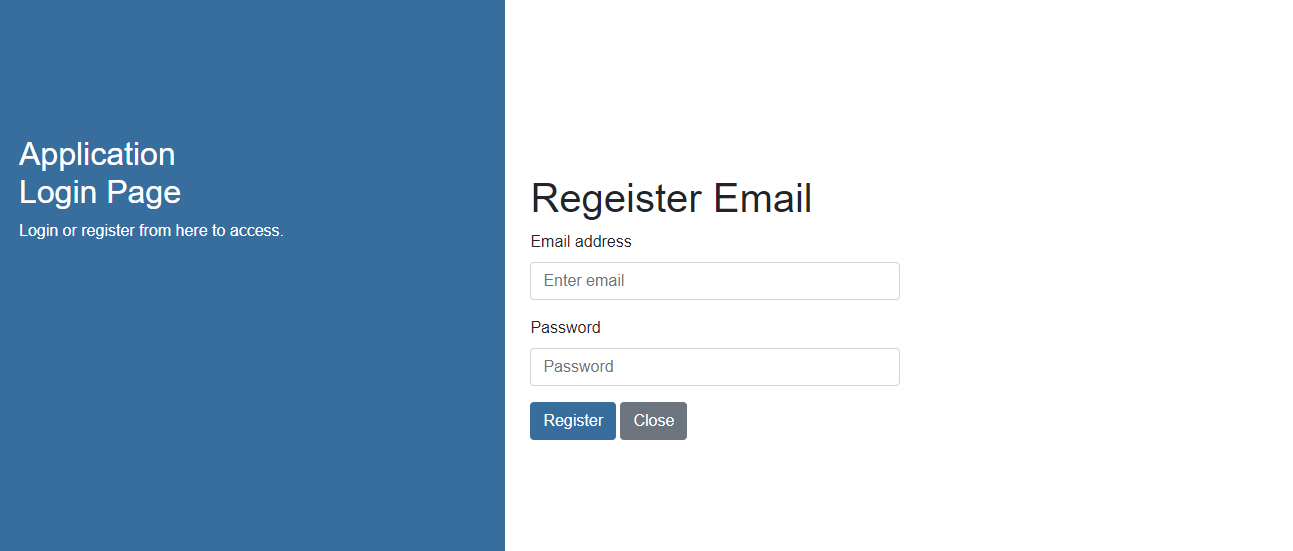 Application
Login Page
Login or register from here to access.
Regeister Email
Email address
Enter email
Password
Password
Register Close